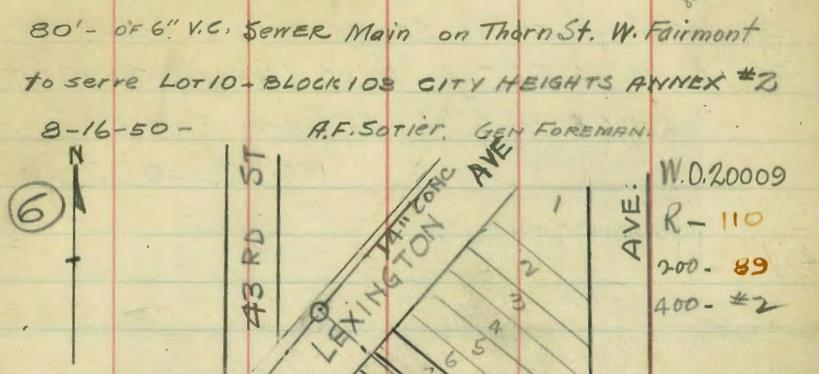 80'- OF 6" V.C. SEWER Main on Thorn St. W. Fairmont
to serve LOT 10 - BLOCK 103 CITY HEIGHTS ANNEX #2
8-16-50 - A.F. SOTIER. GEN FOREMAN.
N
6
43 RD ST
14" CONC
LEXINGTON AVE
1
2
3
4
5
6
AVE.
W.O. 20009
R - 110
200 - 89
400 - #2